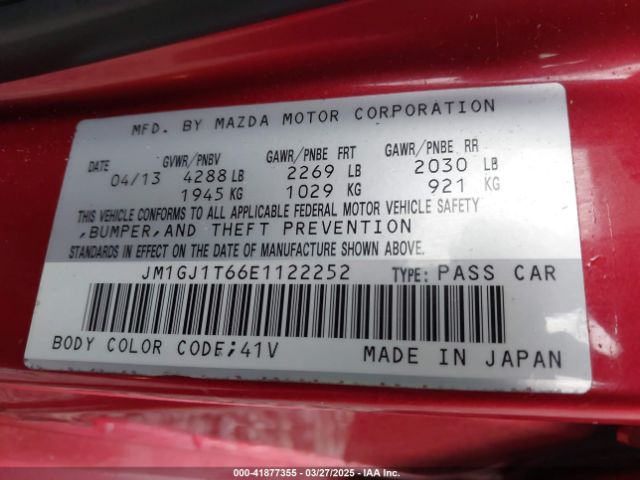 MFD. BY MAZDA MOTOR CORPORATION
DATE GVWR/PNBV GAWR/PNBE FRT GAWR/PNBE RR
04/13 4288 LB 2269 LB 2030 LB
1945 KG 1029 KG 921 KG
THIS VEHICLE CONFORMS TO ALL APPLICABLE FEDERAL MOTOR VEHICLE SAFETY
,BUMPER,AND THEFT PREVENTION
STANDARDS IN EFFECT ON THE DATE OF MANUFACTURE SHOWN ABOVE.
JM1GJ1T66E1122252 TYPE: PASS CAR
BODY COLOR CODE;41V MADE IN JAPAN
000-41877355 - 03/27/2025 - IAA Inc.